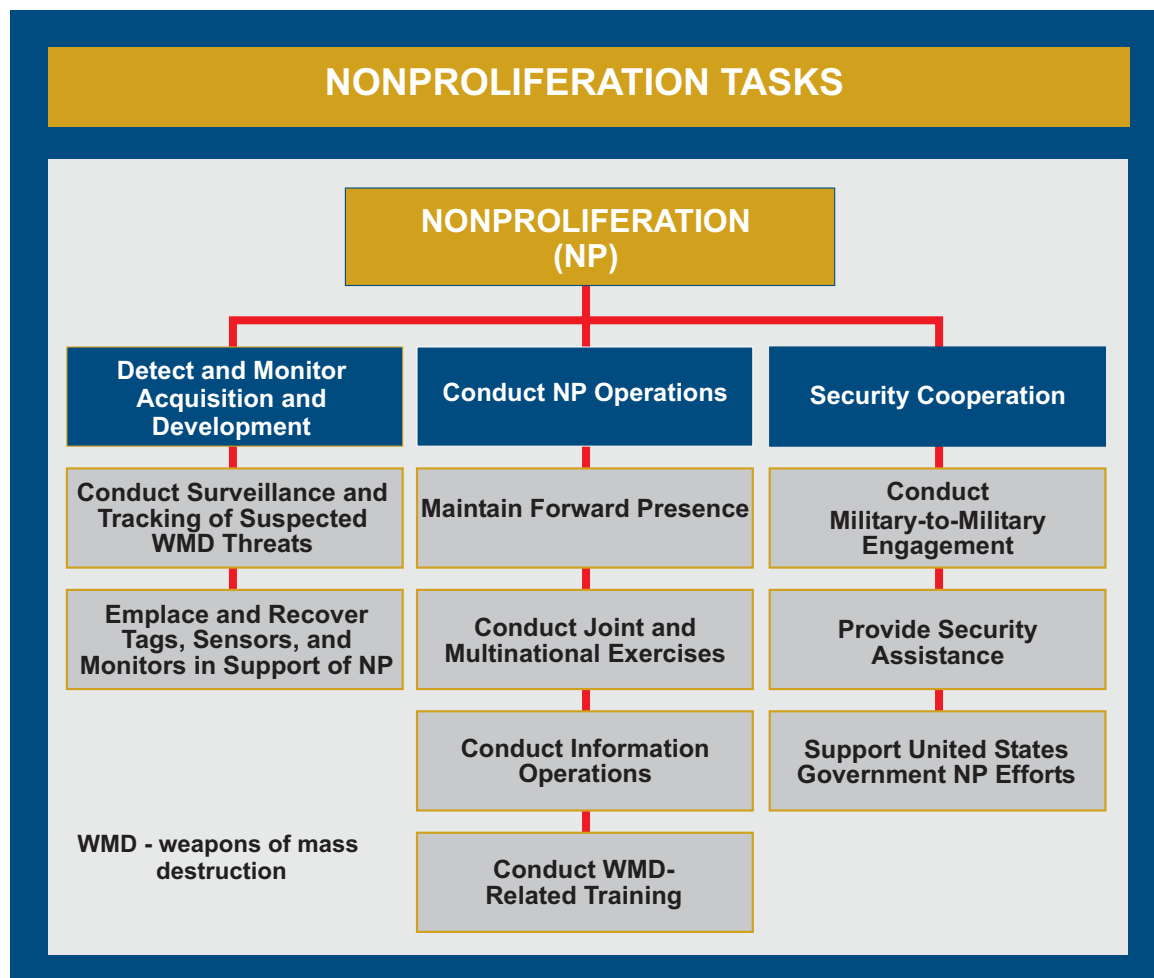 NONPROLIFERATION TASKS
NONPROLIFERATION
(NP)
Detect and Monitor
Acquisition and
Development
Conduct Surveillance and
Tracking of Suspected
WMD Threats
Emplace and Recover
Tags, Sensors, and
Monitors in Support of NP
Conduct NP Operations
Maintain Forward Presence
Conduct Joint and
Multinational Exercises
Conduct Information
Operations
Conduct WMD-
Related Training
Security Cooperation
Conduct
Military-to-Military
Engagement
Provide Security
Assistance
Support United States
Government NP Efforts
WMD - weapons of mass
destruction